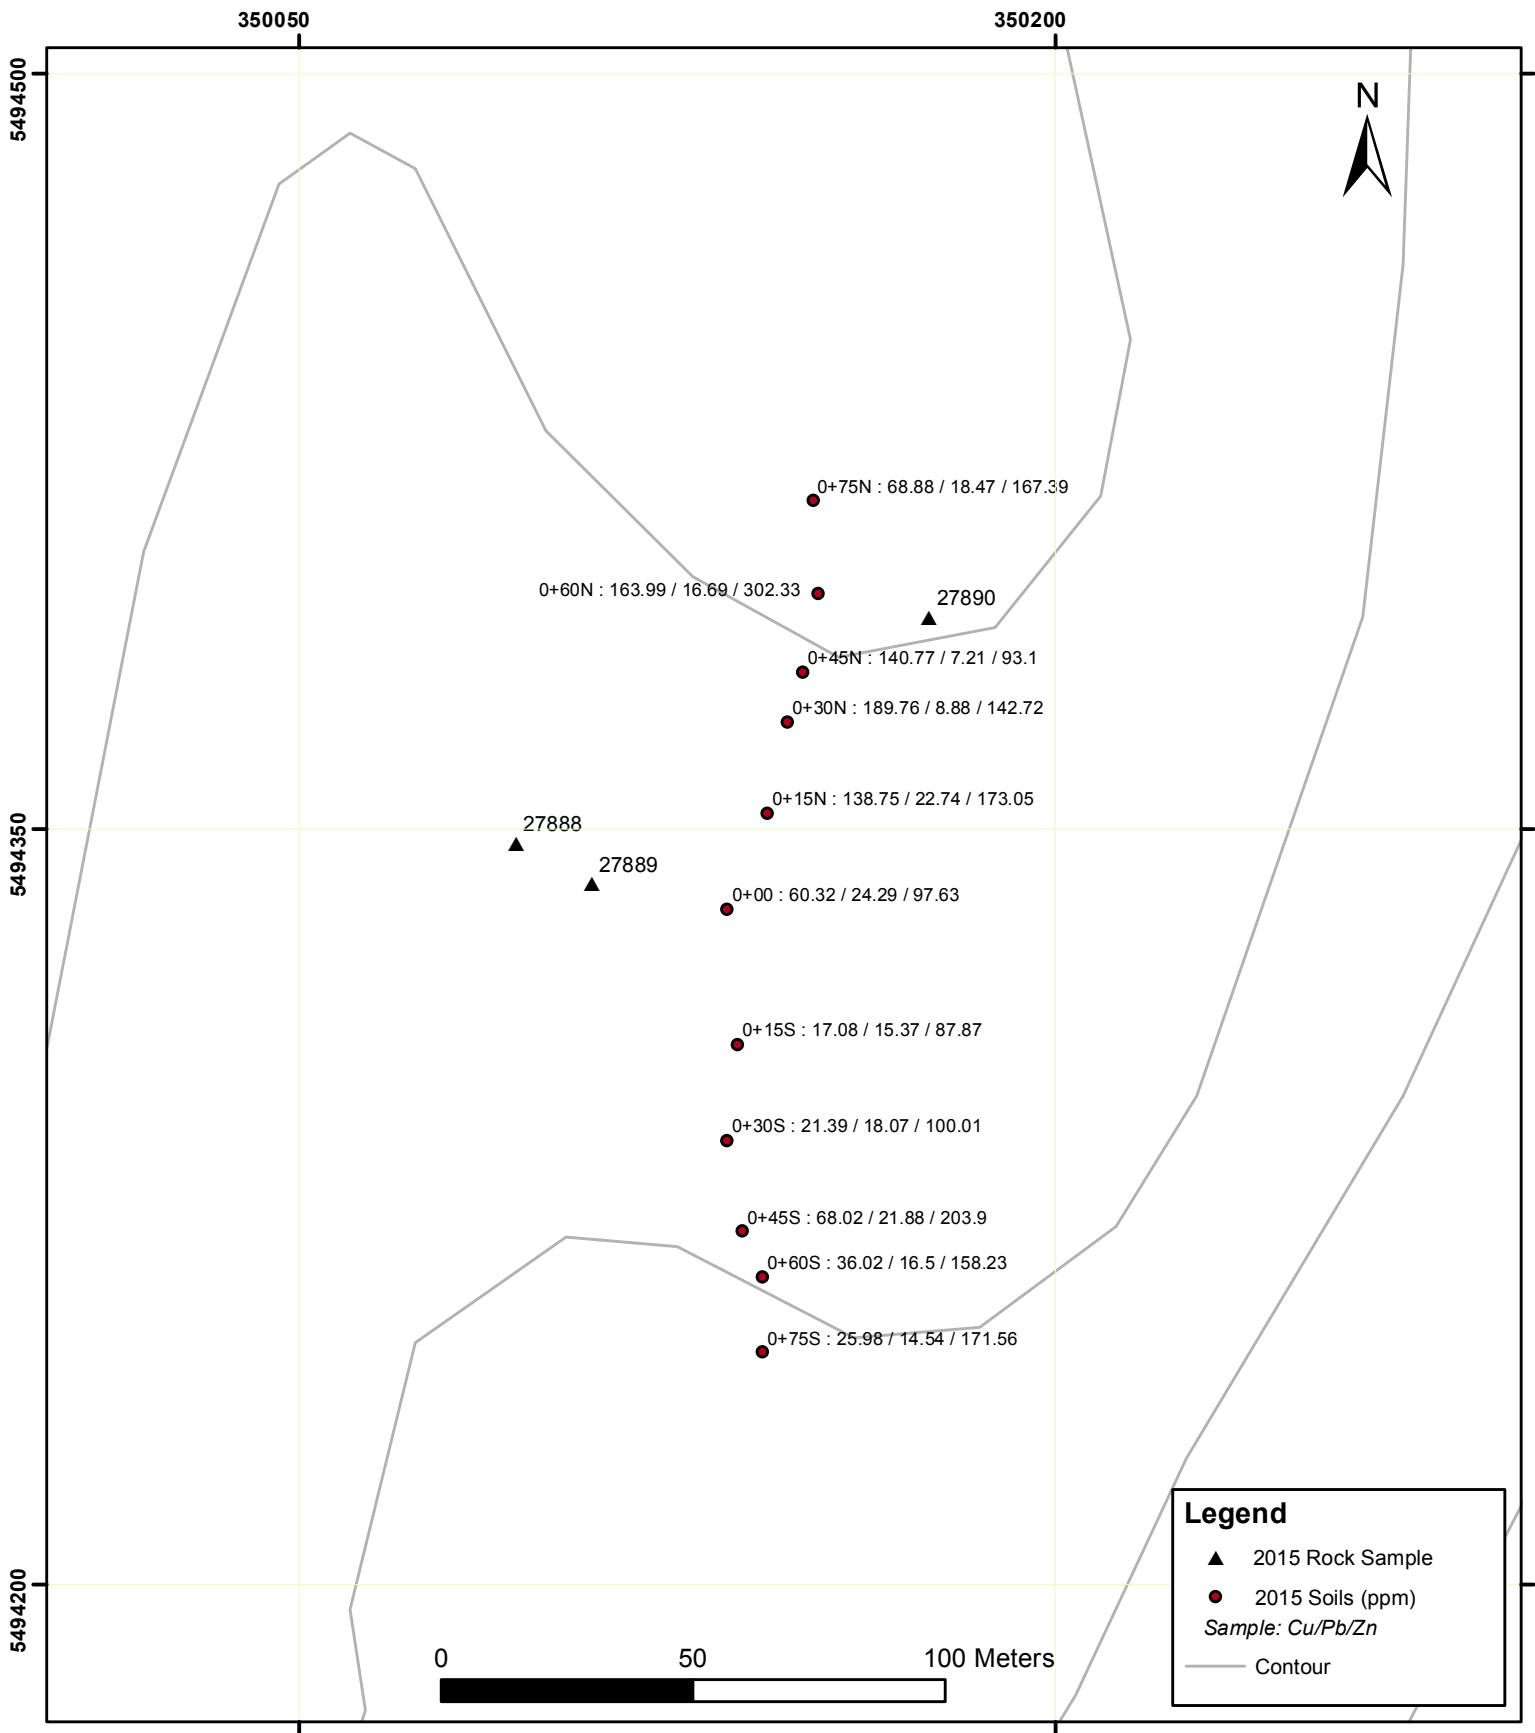 350050
350200
5494500
N
0+75N : 68.88 / 18.47 / 167.39
0+60N : 163.99 / 16.69 / 302.33
27890
0+45N : 140.77 / 7.21 / 93.1
0+30N : 189.76 / 8.88 / 142.72
0+15N : 138.75 / 22.74 / 173.05
5494350
27888
27889
0+00 : 60.32 / 24.29 / 97.63
0+15S : 17.08 / 15.37 / 87.87
0+30S : 21.39 / 18.07 / 100.01
0+45S : 68.02 / 21.88 / 203.9
0+60S : 36.02 / 16.5 / 158.23
0+75S : 25.98 / 14.54 / 171.56
5494200
Legend
2015 Rock Sample
2015 Soils (ppm)
Sample: Cu/Pb/Zn
Contour
0 50 100 Meters